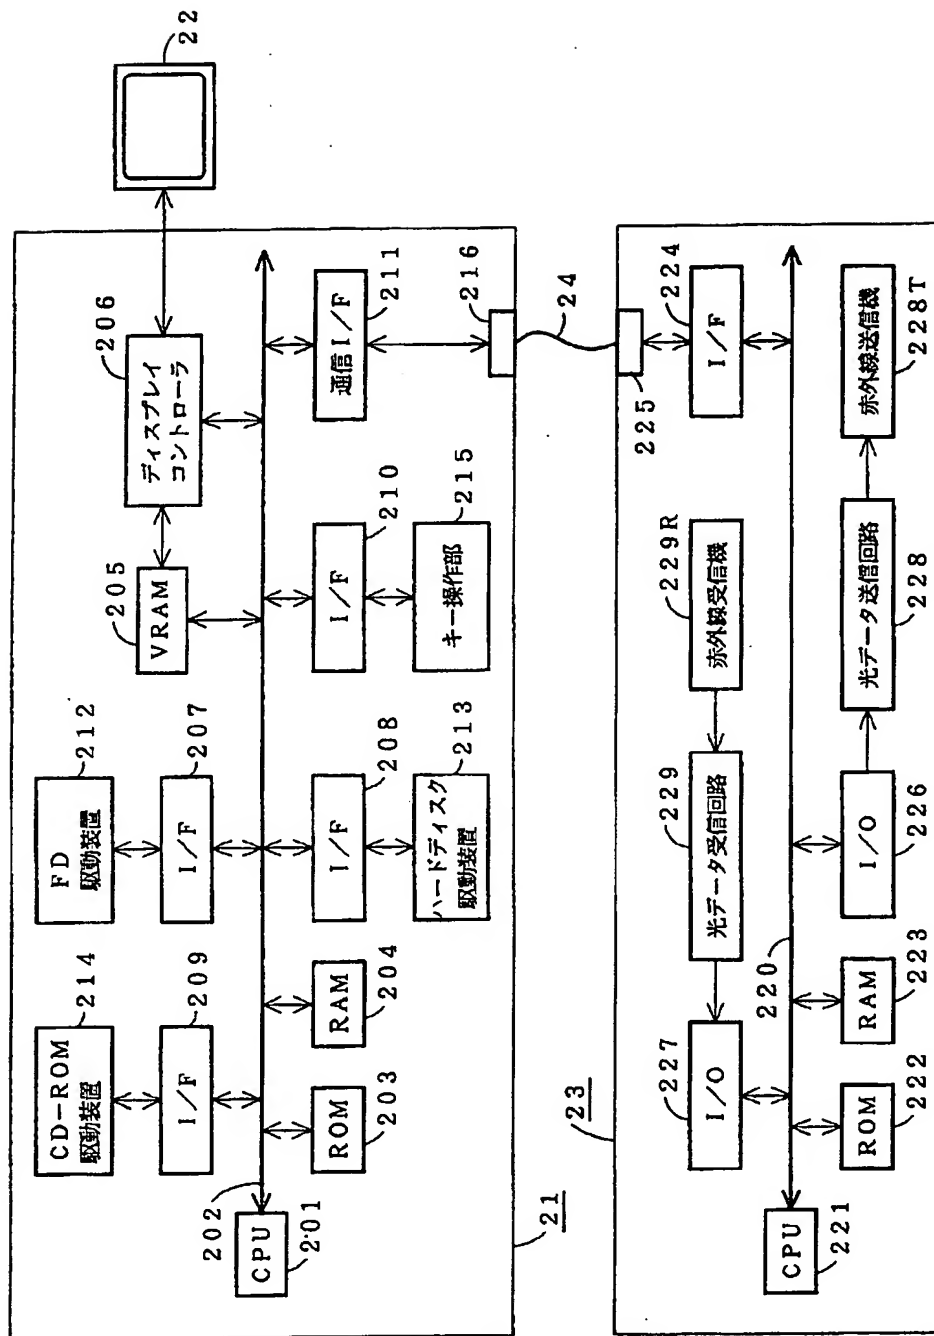 22
206
ディスプレイ
コントローラ
205
VRAM
212
FD
駆動装置
207
I/F
214
CD-ROM
駆動装置
209
I/F
202
CPU
201
ROM
203
RAM
204
I/F
208
ハードディスク
駆動装置
213
I/F
210
キー操作部
215
通信I/F
211
216
24
21
23
225
I/F
224
229R
赤外線受信機
229
光データ受信回路
227
I/O
220
CPU
221
ROM
222
RAM
223
I/O
226
光データ送信回路
228
赤外線送信機
228T